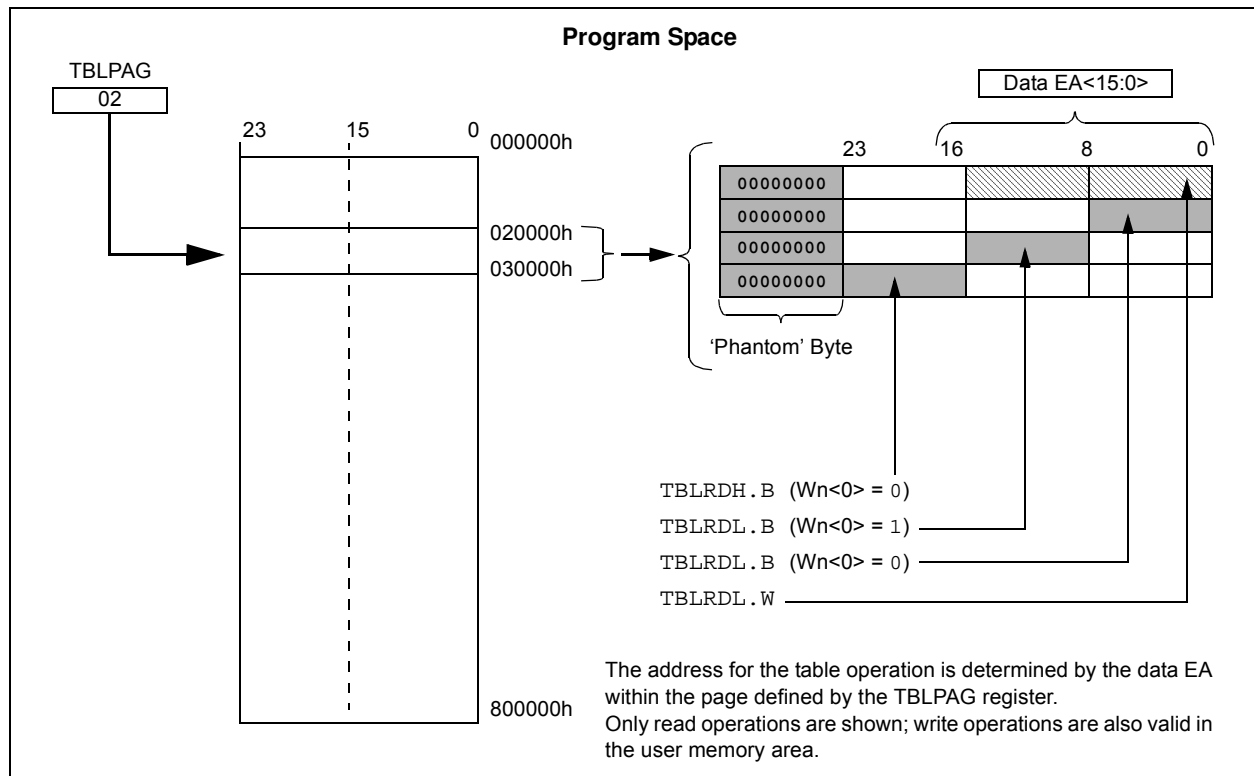 Program Space
TBLPAG
02
Data EA<15:0>
23 15 0
000000h
020000h
030000h
800000h
23 16 8 0
00000000
00000000
00000000
00000000
‘Phantom’ Byte
TBLRDH.B (Wn<0> = 0)
TBLRDL.B (Wn<0> = 1)
TBLRDL.B (Wn<0> = 0)
TBLRDL.W
The address for the table operation is determined by the data EA
within the page defined by the TBLPAG register.
Only read operations are shown; write operations are also valid in
the user memory area.